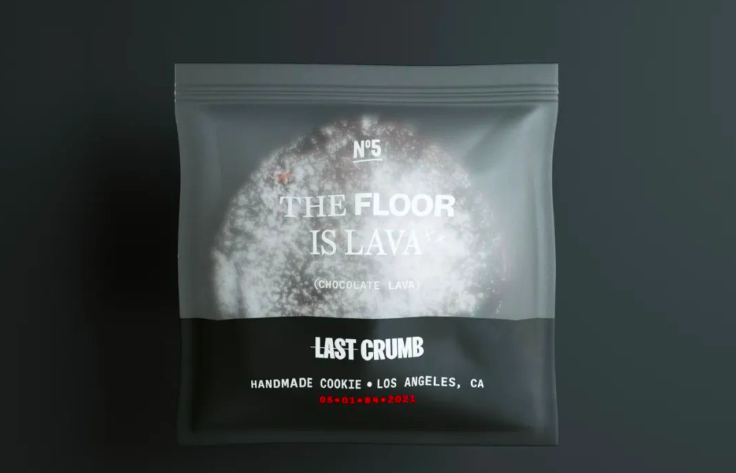 Nº5
THE FLOOR
IS LAVA
(CHOCOLATE LAVA)
LAST CRUMB
HANDMADE COOKIE • LOS ANGELES, CA